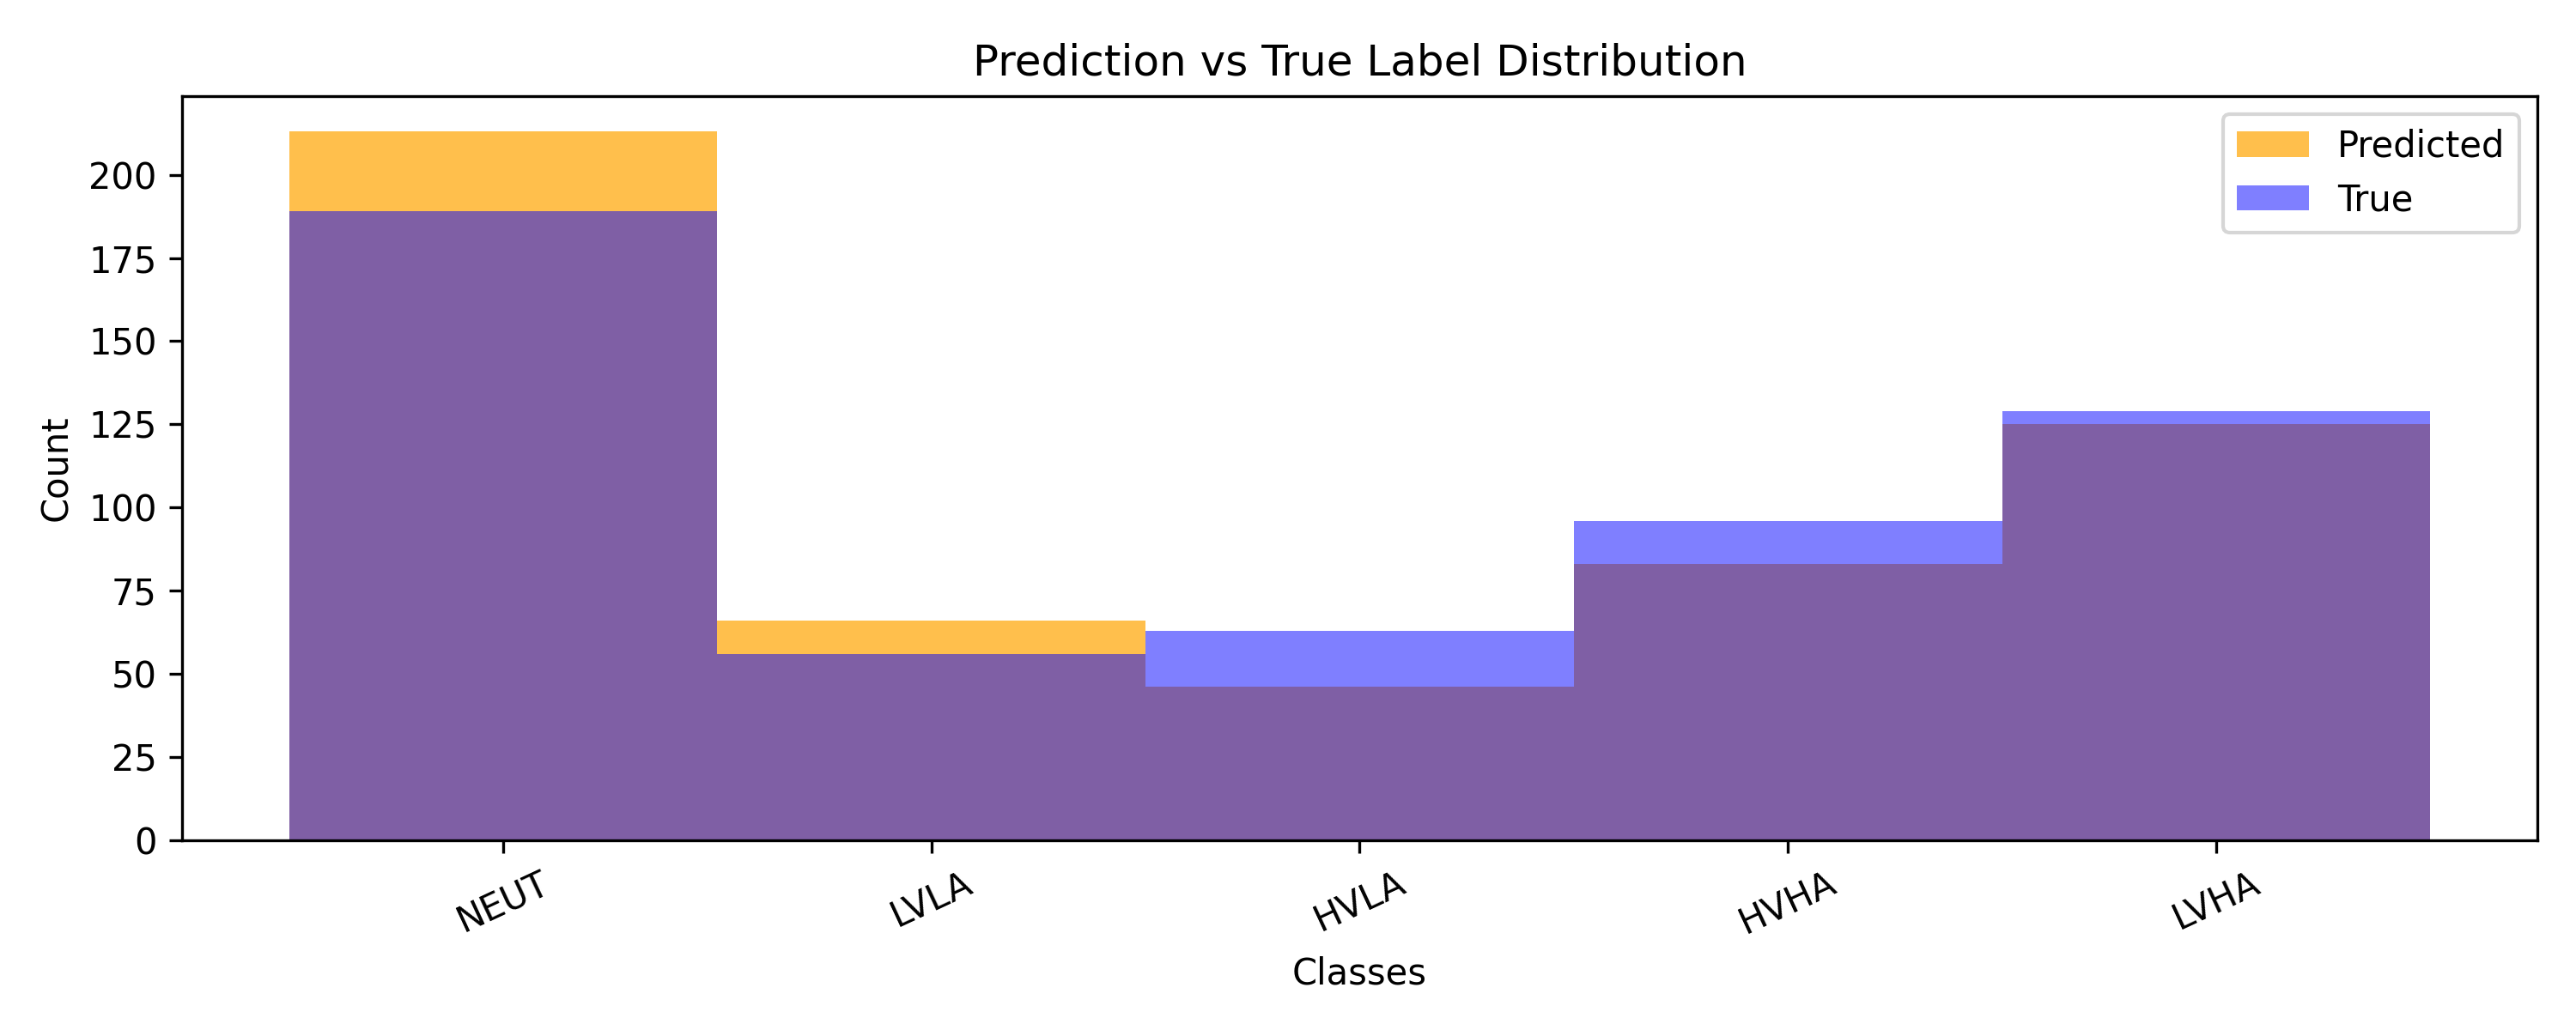 Prediction vs True Label Distribution
Predicted
True
Count
200
175
150
125
100
75
50
25
0
NEUT
LVLA
HVLA
HVHA
LVHA
Classes